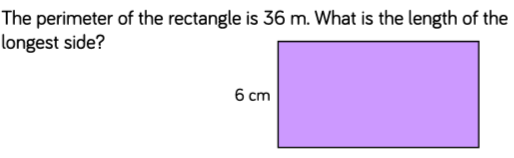 The perimeter of the rectangle is 36 m. What is the length of the
longest side?
6 cm